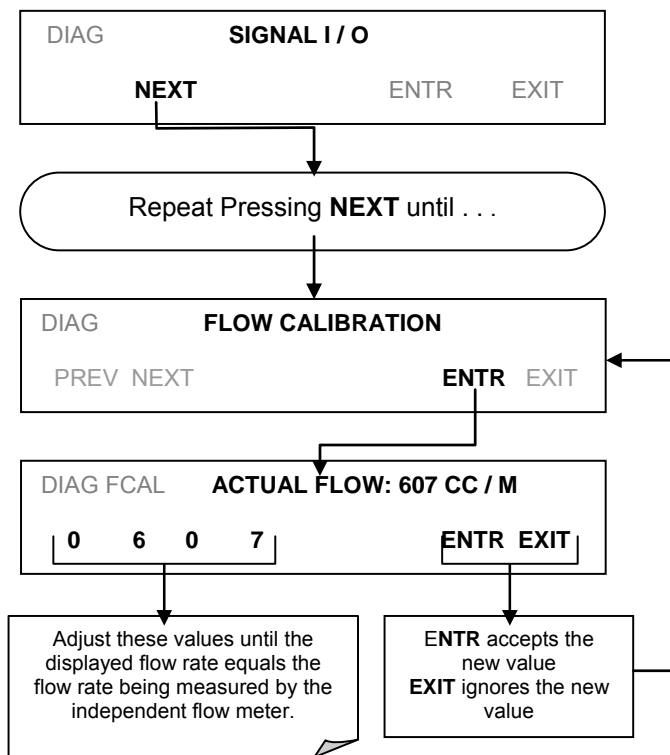 DIAG SIGNAL I / O
NEXT ENTR EXIT
Repeat Pressing NEXT until . . .
DIAG FLOW CALIBRATION
PREV NEXT ENTR EXIT
DIAG FCAL ACTUAL FLOW: 607 CC / M
0 6 0 7 ENTR EXIT
Adjust these values until the
displayed flow rate equals the
flow rate being measured by the
independent flow meter.
ENTR accepts the
new value
EXIT ignores the new
value